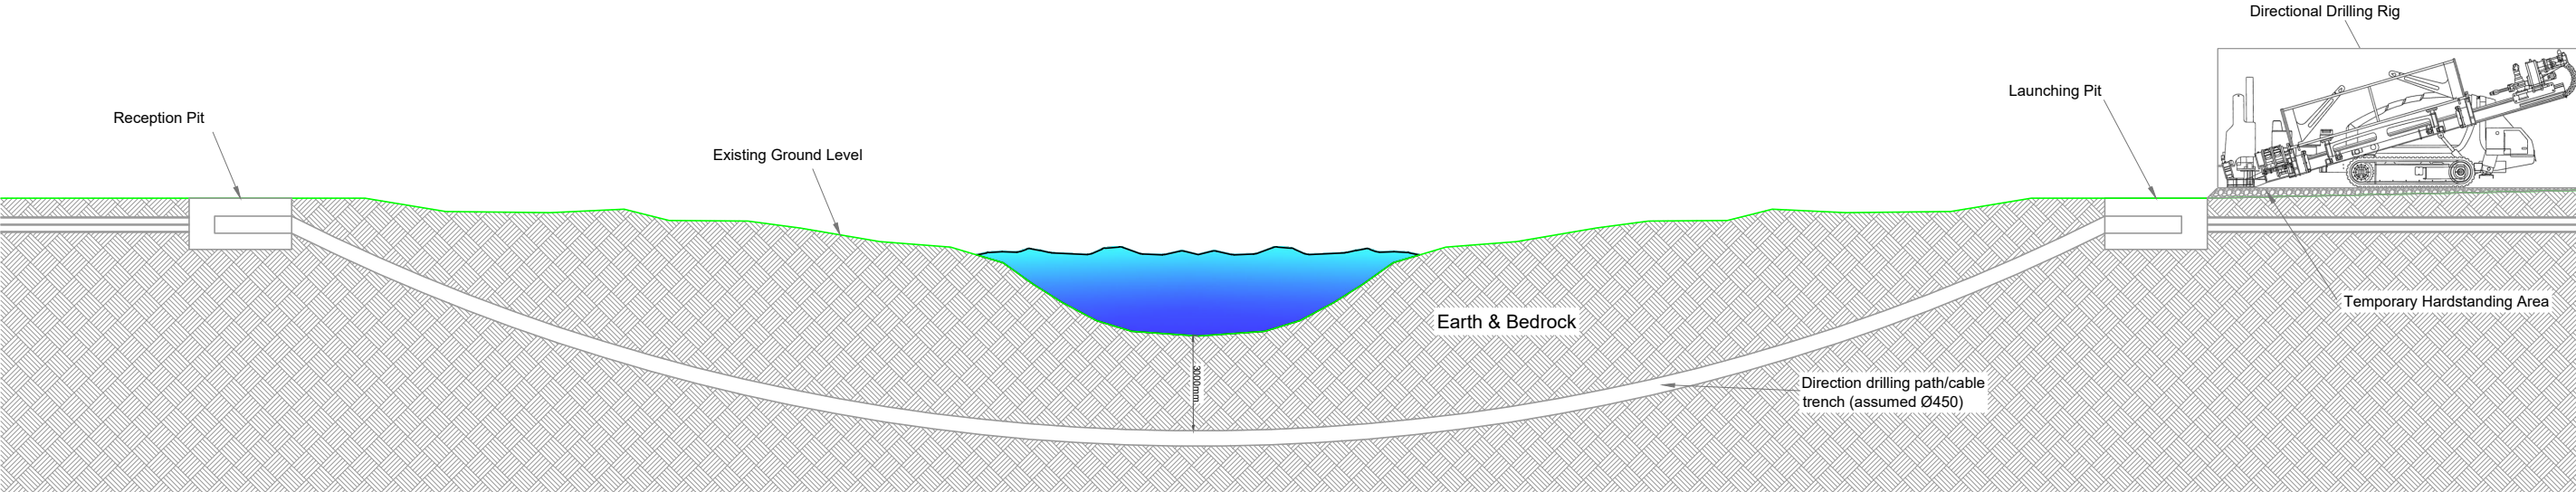 Directional Drilling Rig
Launching Pit
Reception Pit
Existing Ground Level
Temporary Hardstanding Area
Earth & Bedrock
3000mm
Direction drilling path/cable
trench (assumed Ø450)